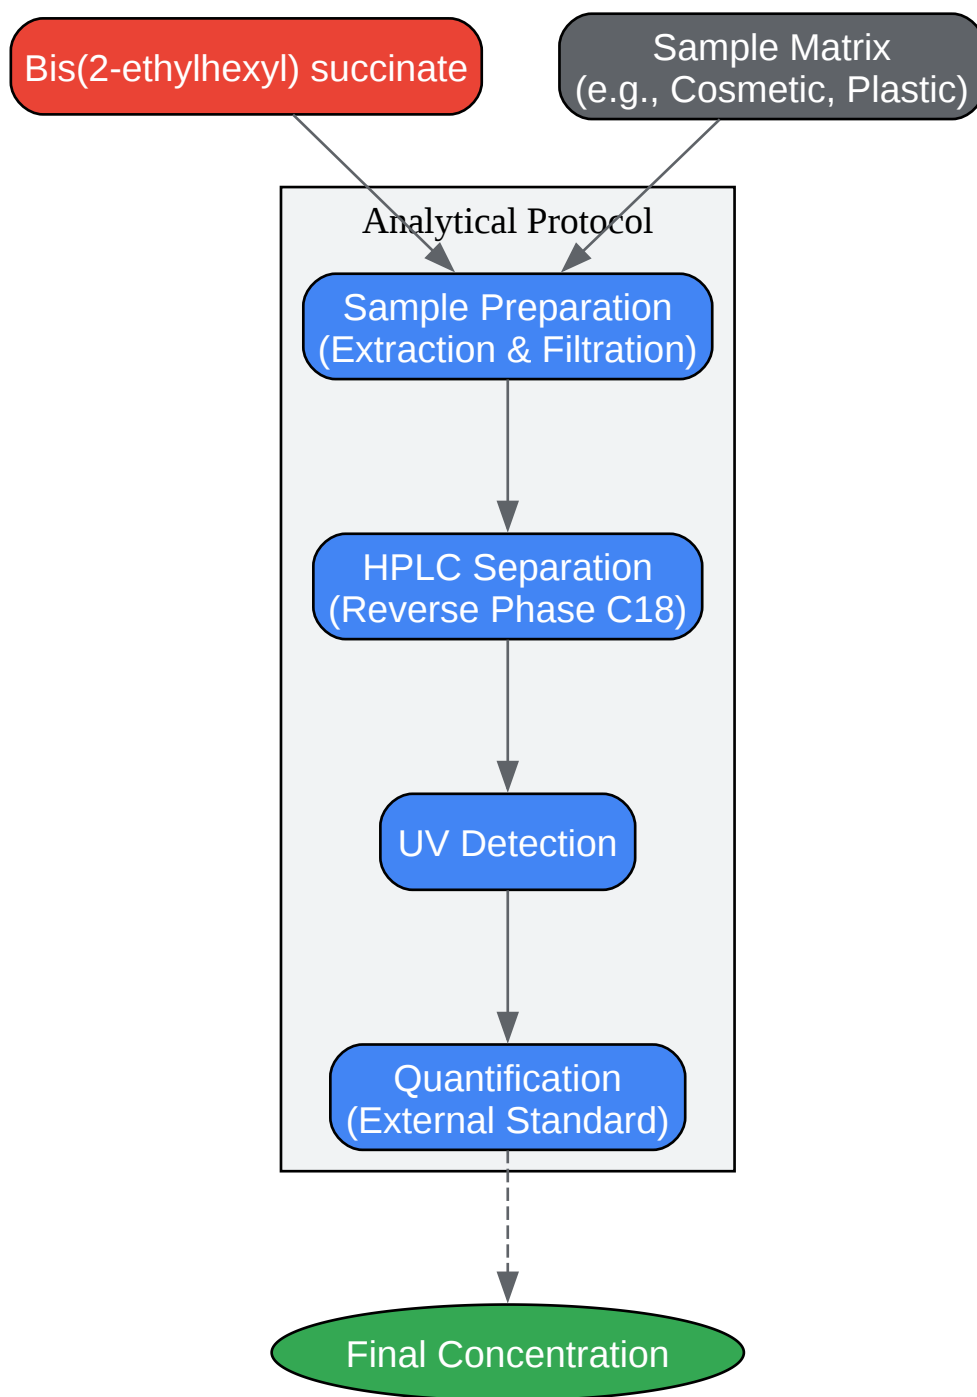 Bis(2-ethylhexyl) succinate
Sample Matrix
(e.g., Cosmetic, Plastic)
Analytical Protocol
Sample Preparation
(Extraction & Filtration)
HPLC Separation
(Reverse Phase C18)
UV Detection
Quantification
(External Standard)
Final Concentration